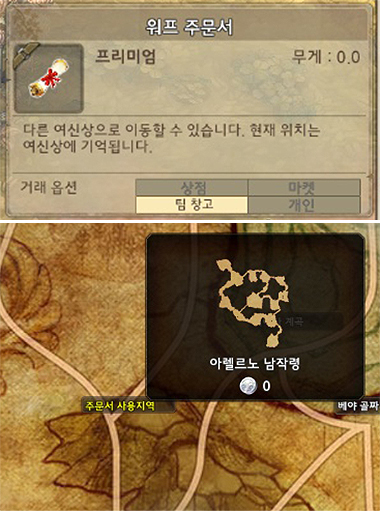 워프 주문서
프리미엄
무게 : 0.0
다른 여신상으로 이동할 수 있습니다. 현재 위치는
여신상에 기억됩니다.
거래 옵션
상점
마켓
팀 창고
개인
계곡
아렐르노 남작령
0
주문서 사용지역
베야 골짜